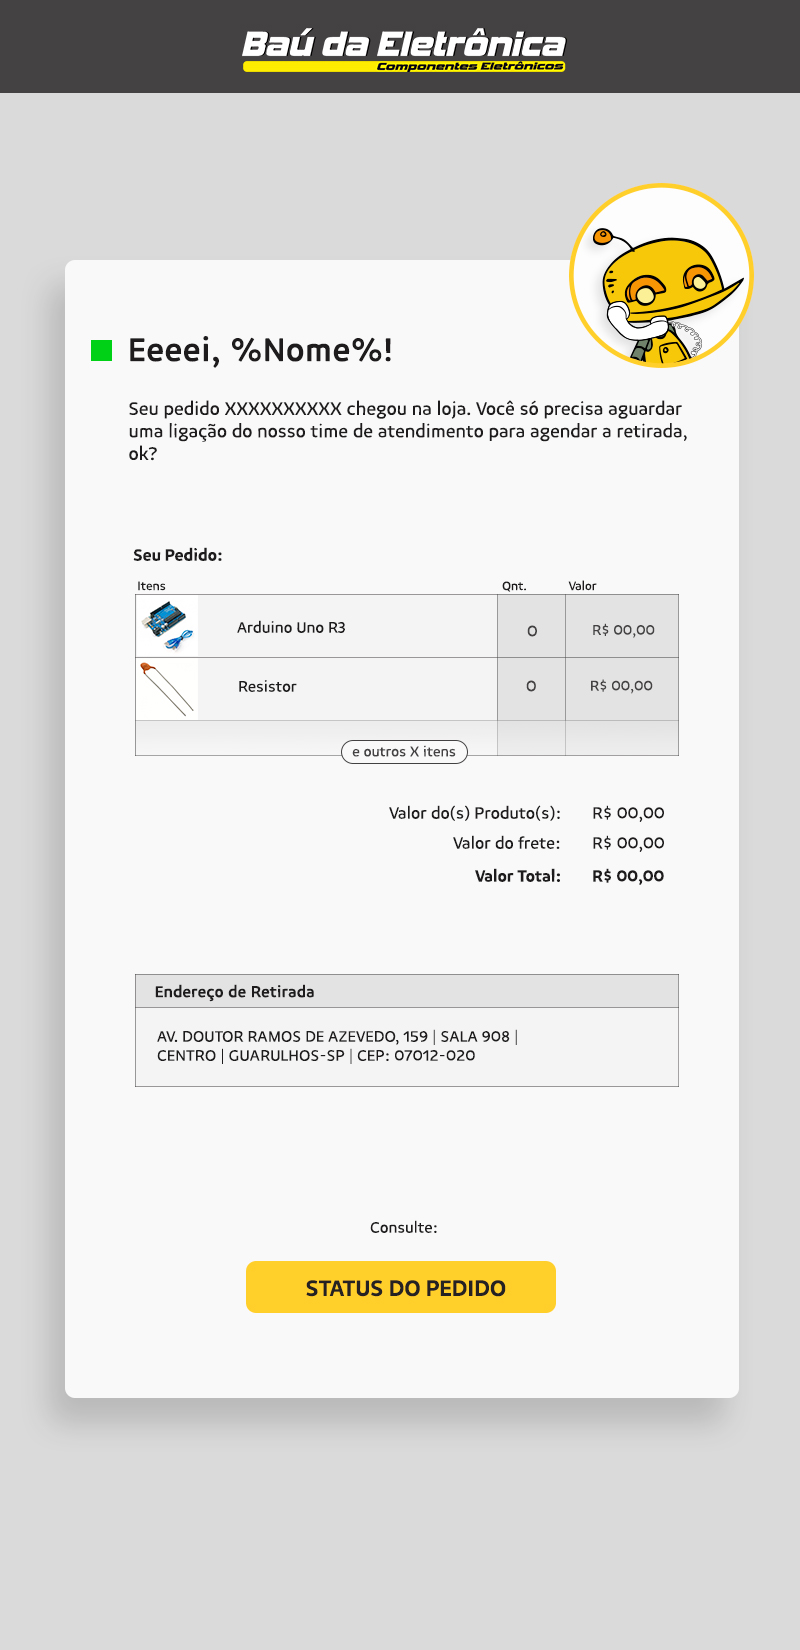 Baú da Eletrônica
Componentes Eletrônicos
Eeeei, %Nome%!
Seu pedido XXXXXXXXXX chegou na loja. Você só precisa aguardar
uma ligação do nosso time de atendimento para agendar a retirada,
ok?
Seu Pedido:
Itens Qnt. Valor
Arduino Uno R3 0 R$ 00,00
Resistor 0 R$ 00,00
e outros X itens
Valor do(s) Produto(s): R$ 00,00
Valor do frete: R$ 00,00
Valor Total: R$ 00,00
Endereço de Retirada
AV. DOUTOR RAMOS DE AZEVEDO, 159 | SALA 908 |
CENTRO | GUARULHOS-SP | CEP: 07012-020
Consulte:
STATUS DO PEDIDO